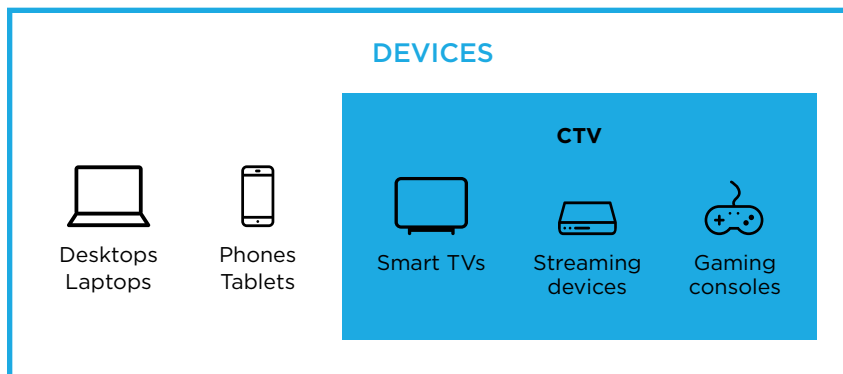 DEVICES
CTV
Desktops
Laptops
Phones
Tablets
Smart TVs
Streaming
devices
Gaming
consoles